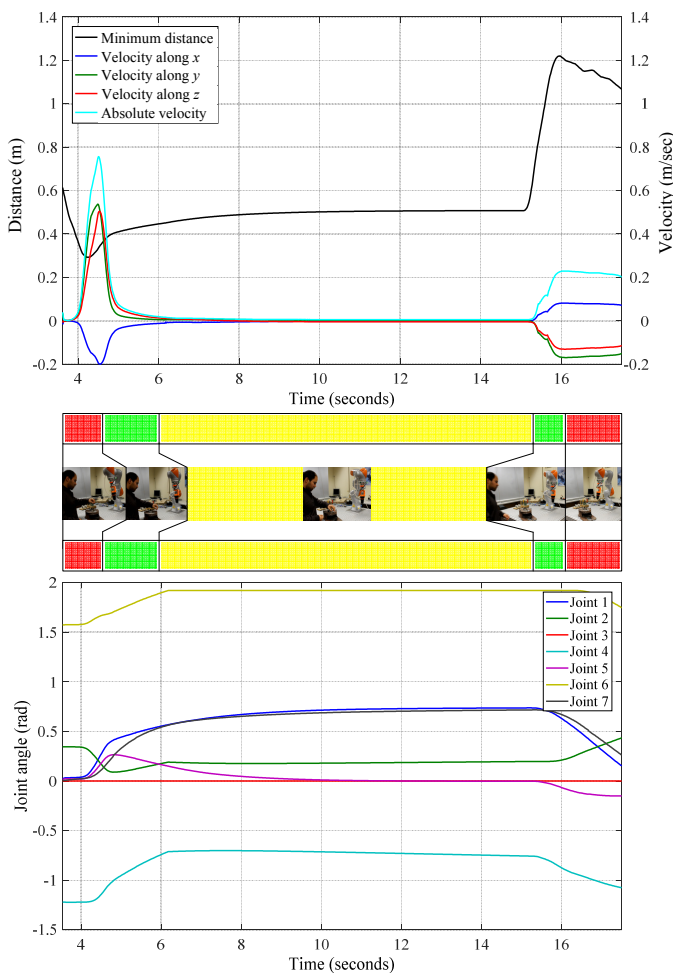 1.4
1.2
1
0.8
0.6
0.4
0.2
0
-0.2
Distance (m)
Minimum distance
Velocity along x
Velocity along y
Velocity along z
Absolute velocity
1.4
1.2
1
0.8
0.6
0.4
0.2
0
-0.2
Velocity (m/sec)
4 6 8 10 12 14 16
Time (seconds)
2
1.5
1
0.5
0
-0.5
-1
-1.5
Joint angle (rad)
Joint 1
Joint 2
Joint 3
Joint 4
Joint 5
Joint 6
Joint 7
4 6 8 10 12 14 16
Time (seconds)